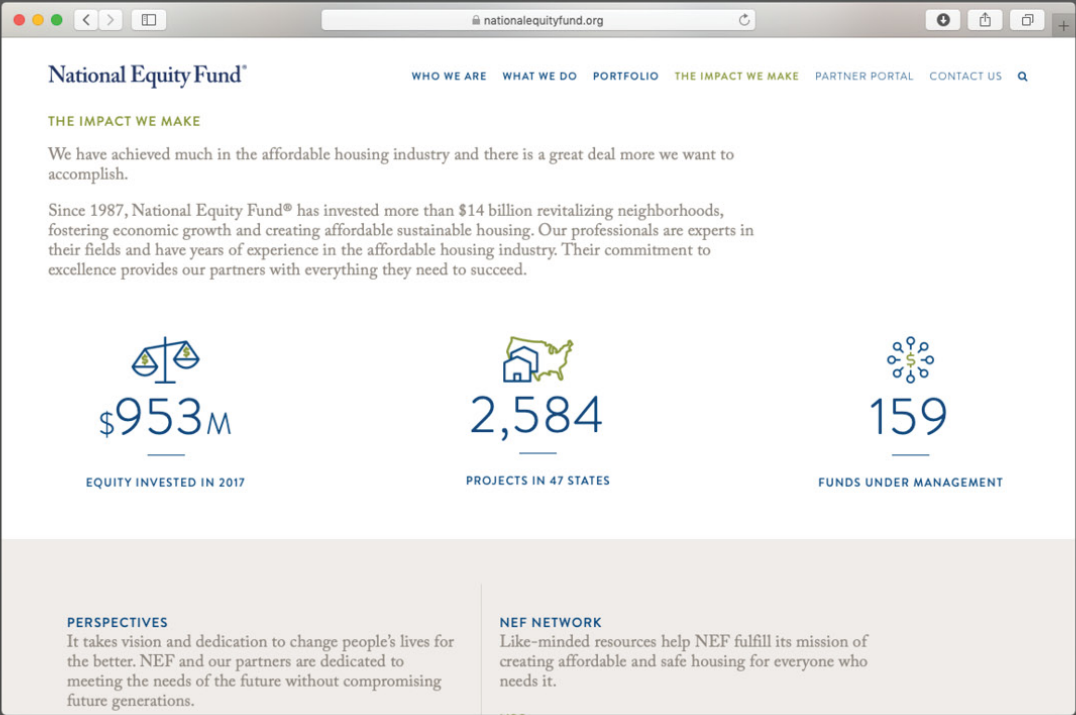 nationalequityfund.org
National Equity Fund®
WHO WE ARE WHAT WE DO PORTFOLIO THE IMPACT WE MAKE PARTNER PORTAL CONTACT US
THE IMPACT WE MAKE
We have achieved much in the affordable housing industry and there is a great deal more we want to
accomplish.
Since 1987, National Equity Fund® has invested more than $14 billion revitalizing neighborhoods,
fostering economic growth and creating affordable sustainable housing. Our professionals are experts in
their fields and have years of experience in the affordable housing industry. Their commitment to
excellence provides our partners with everything they need to succeed.
$953M
EQUITY INVESTED IN 2017
2,584
PROJECTS IN 47 STATES
159
FUNDS UNDER MANAGEMENT
PERSPECTIVES
It takes vision and dedication to change people's lives for
the better. NEF and our partners are dedicated to
meeting the needs of the future without compromising
future generations.
NEF NETWORK
Like-minded resources help NEF fulfill its mission of
creating affordable and safe housing for everyone who
needs it.